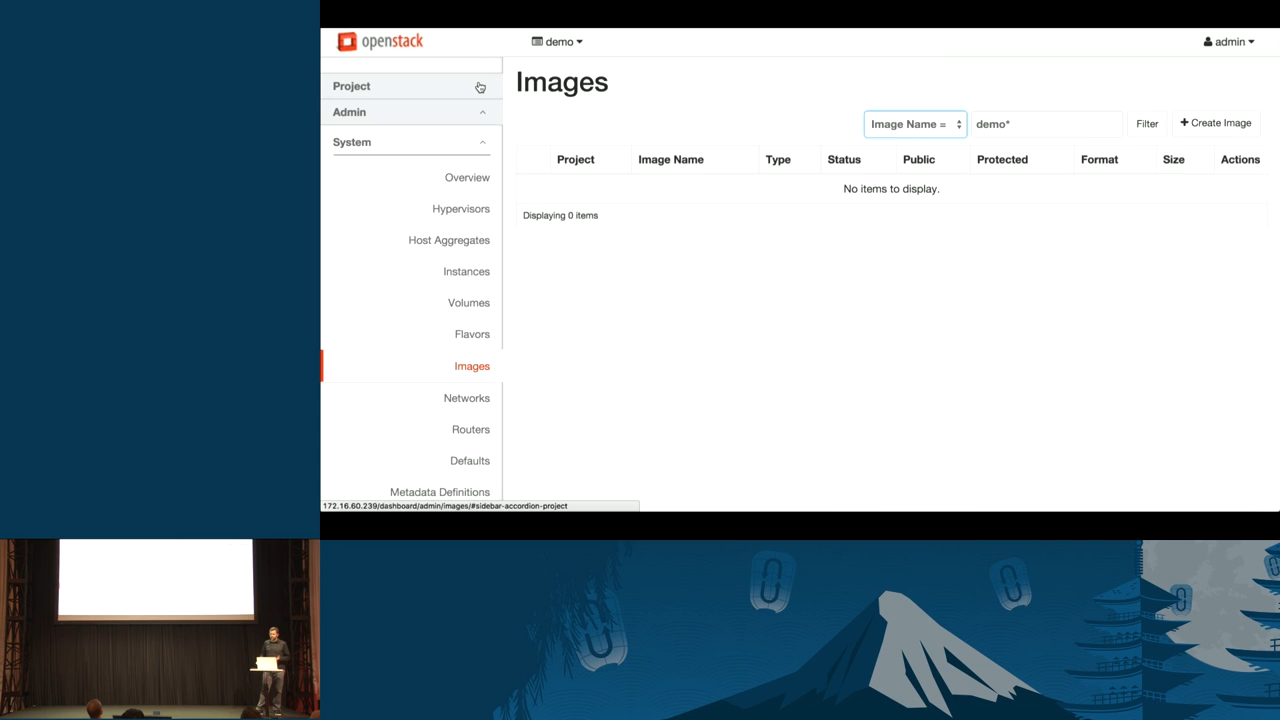 openstack
demo
admin
Project
Admin
System
Overview
Hypervisors
Host Aggregates
Instances
Volumes
Flavors
Images
Networks
Routers
Defaults
Metadata Definitions
172.16.60.239/dashboard/admin/images/#sidebar-accordion-project
Images
Image Name = demo* Filter + Create Image
Project Image Name Type Status Public Protected Format Size Actions
No items to display.
Displaying 0 items